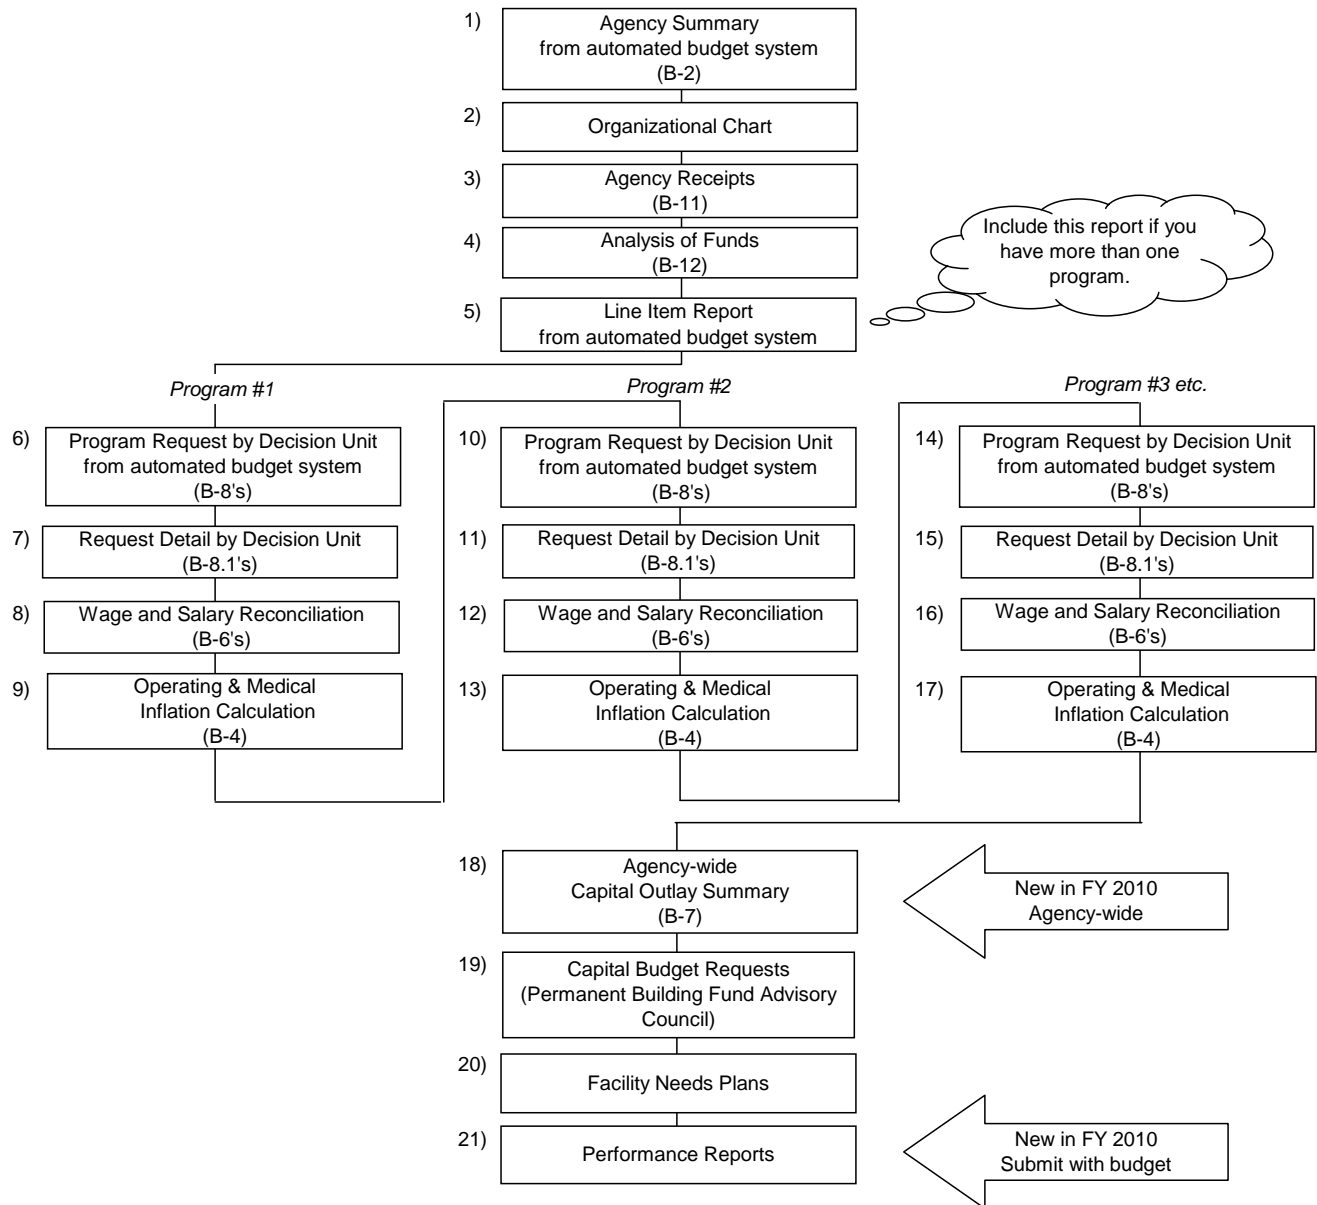 1)
Agency Summary
from automated budget system
(B-2)
2)
Organizational Chart
3)
Agency Receipts
(B-11)
4)
Analysis of Funds
(B-12)
Include this report if you
have more than one
program.
5)
Line Item Report
from automated budget system
Program #1
6)
Program Request by Decision Unit
from automated budget system
(B-8's)
7)
Request Detail by Decision Unit
(B-8.1's)
8)
Wage and Salary Reconciliation
(B-6's)
9)
Operating & Medical
Inflation Calculation
(B-4)
Program #2
10)
Program Request by Decision Unit
from automated budget system
(B-8's)
11)
Request Detail by Decision Unit
(B-8.1's)
12)
Wage and Salary Reconciliation
(B-6's)
13)
Operating & Medical
Inflation Calculation
(B-4)
Program #3 etc.
14)
Program Request by Decision Unit
from automated budget system
(B-8's)
15)
Request Detail by Decision Unit
(B-8.1's)
16)
Wage and Salary Reconciliation
(B-6's)
17)
Operating & Medical
Inflation Calculation
(B-4)
18)
Agency-wide
Capital Outlay Summary
(B-7)
New in FY 2010
Agency-wide
19)
Capital Budget Requests
(Permanent Building Fund Advisory
Council)
20)
Facility Needs Plans
21)
Performance Reports
New in FY 2010
Submit with budget